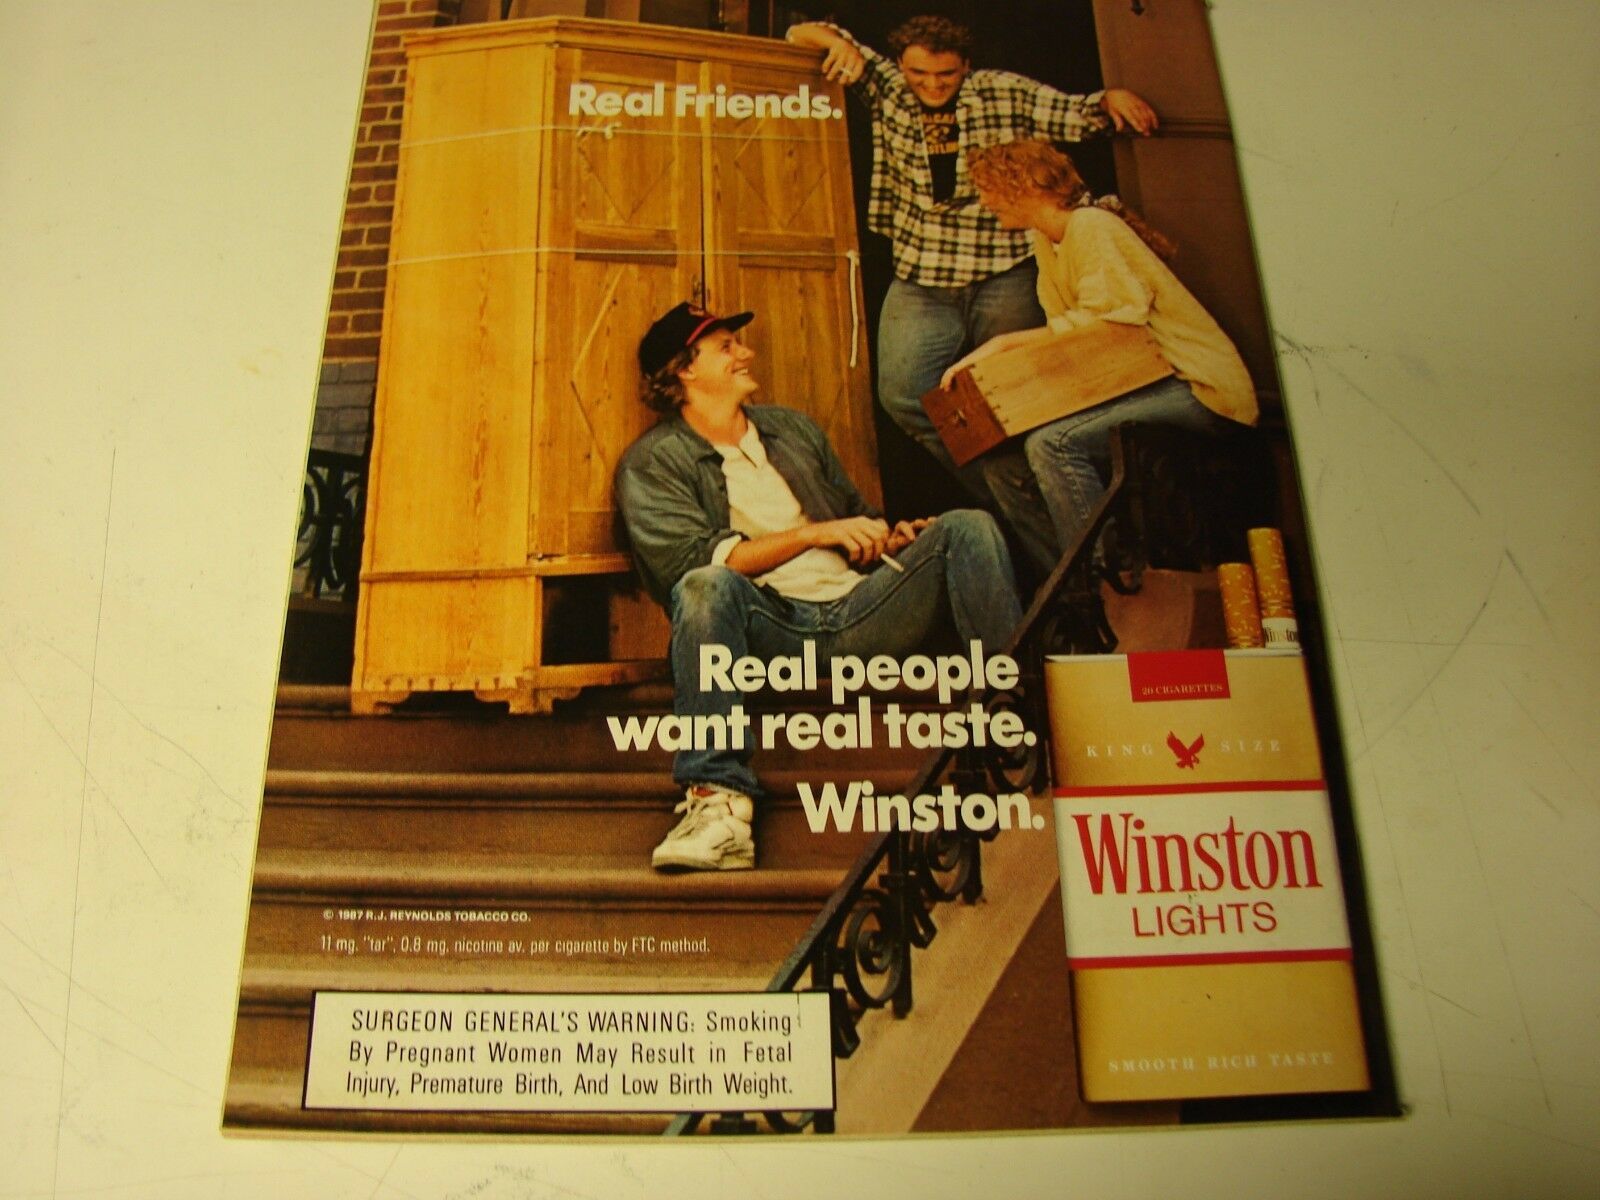 Real Friends.
Real people
want real taste.
Winston.
Winston
20 CIGARETTES
KING SIZE
Winston
LIGHTS
SMOOTH RICH TASTE
© 1987 R.J. REYNOLDS TOBACCO CO.
11 mg. "tar", 0.8 mg. nicotine av. per cigarette by FTC method.
SURGEON GENERAL'S WARNING: Smoking
By Pregnant Women May Result in Fetal
Injury, Premature Birth, And Low Birth Weight.